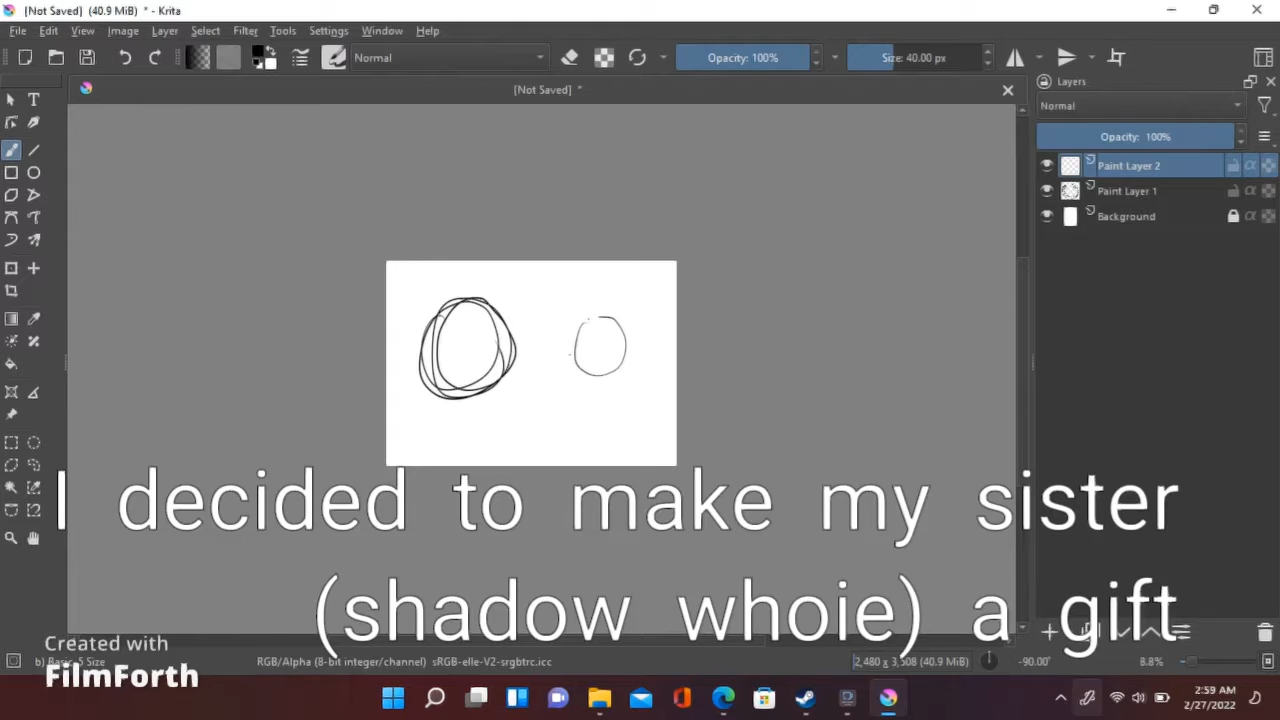 [Not Saved] (40.9 MiB) * - Krita
File Edit View Image Layer Select Filter Tools Settings Window Help
Normal Opacity: 100% Size: 40.00 px
[Not Saved] *
Layers
Normal
Opacity: 100%
Paint Layer 2
Paint Layer 1
Background
I decided to make my sister
(shadow whoie) a gift
Created with
FilmForth
b) Basic-5 Size RGB/Alpha (8-bit integer/channel) sRGB-elle-V2-srgbtrc.icc 2,480 x 3,508 (40.9 MiB) -90.00° 8.8%
2:59 AM
2/27/2022